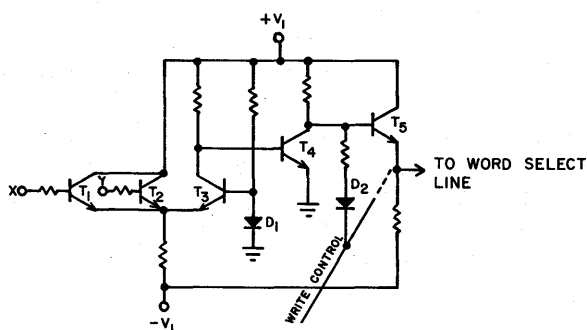 +V₁
X
T₁
Y
T₂
T₃
T₄
T₅
D₁
D₂
TO WORD SELECT
LINE
WRITE CONTROL
-V₁